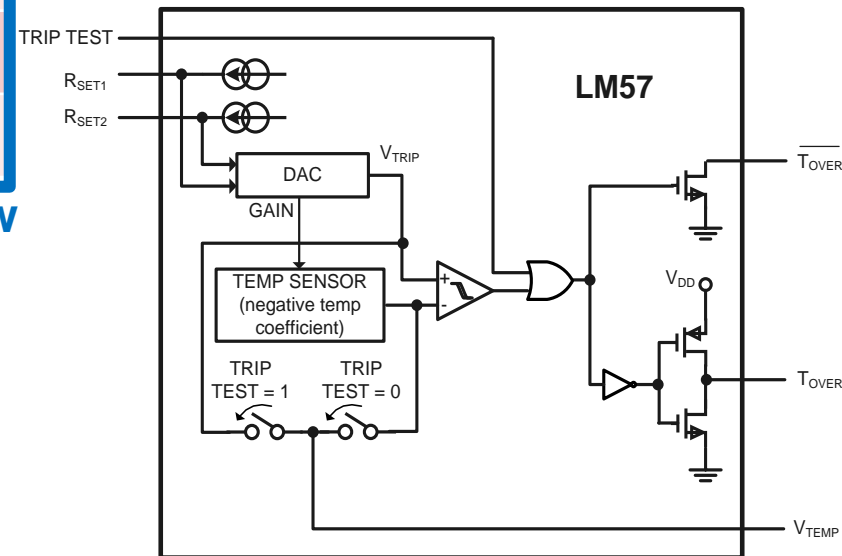 TRIP TEST
RSET1
RSET2
LM57
VTRIP
DAC
GAIN
TEMP SENSOR
(negative temp
coefficient)
+
-
TRIP
TEST = 1
TRIP
TEST = 0
TOVER
VDD
TOVER
VTEMP